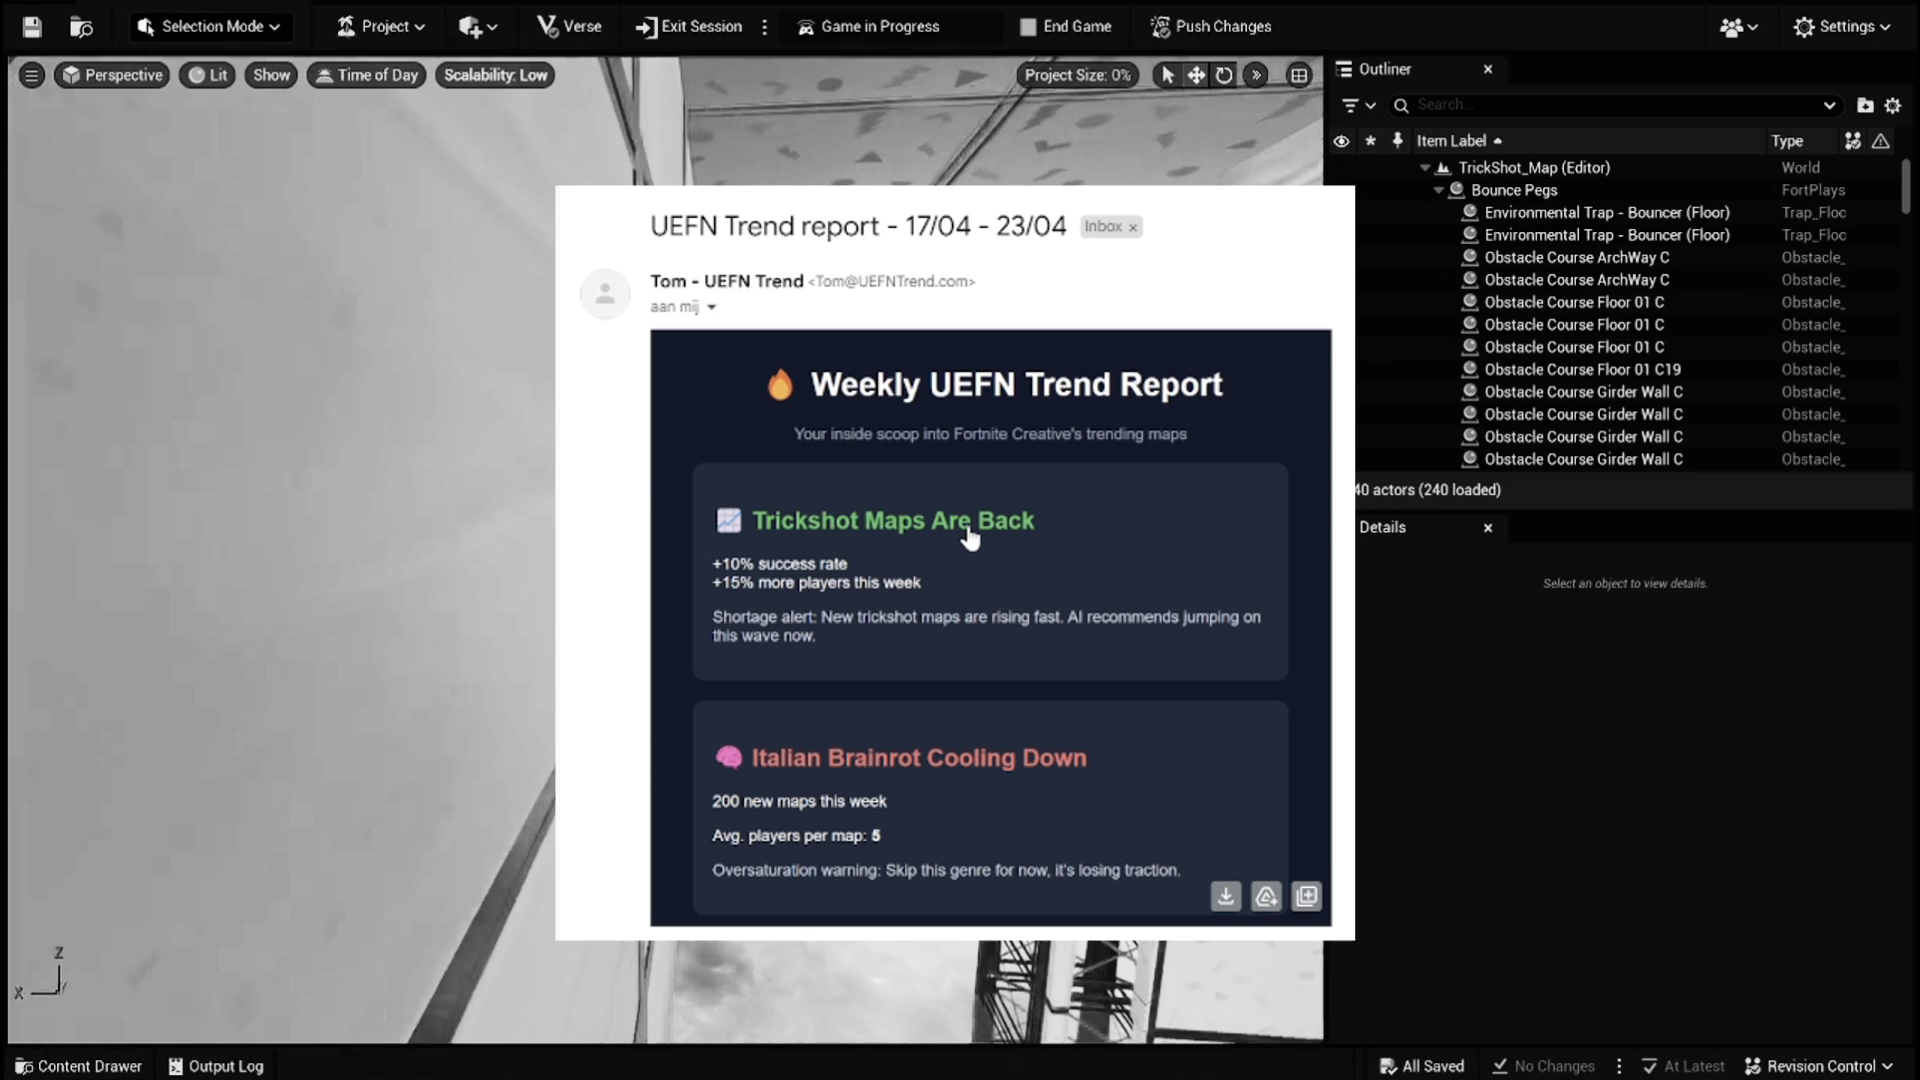 Selection Mode
Project
Verse
Exit Session
Game in Progress
End Game
Push Changes
Settings
Perspective
Lit
Show
Time of Day
Scalability: Low
Project Size: 0%
Outliner
Search...
Item Label
Type
TrickShot_Map (Editor) World
Bounce Pegs FortPlays
Environmental Trap - Bouncer (Floor) Trap_Floc
Environmental Trap - Bouncer (Floor) Trap_Floc
Obstacle Course ArchWay C Obstacle_
Obstacle Course ArchWay C Obstacle_
Obstacle Course Floor 01 C Obstacle_
Obstacle Course Floor 01 C Obstacle_
Obstacle Course Floor 01 C Obstacle_
Obstacle Course Floor 01 C19 Obstacle_
Obstacle Course Girder Wall C Obstacle_
Obstacle Course Girder Wall C Obstacle_
Obstacle Course Girder Wall C Obstacle_
Obstacle Course Girder Wall C Obstacle_
40 actors (240 loaded)
Details
Select an object to view details.
UEFN Trend report - 17/04 - 23/04
Inbox ×
Tom - UEFN Trend <Tom@UEFNTrend.com>
aan mij
Weekly UEFN Trend Report
Your inside scoop into Fortnite Creative's trending maps
Trickshot Maps Are Back
+10% success rate
+15% more players this week
Shortage alert: New trickshot maps are rising fast. AI recommends jumping on
this wave now.
Italian Brainrot Cooling Down
200 new maps this week
Avg. players per map: 5
Oversaturation warning: Skip this genre for now, it's losing traction.
Z
X
Content Drawer
Output Log
All Saved
No Changes
At Latest
Revision Control